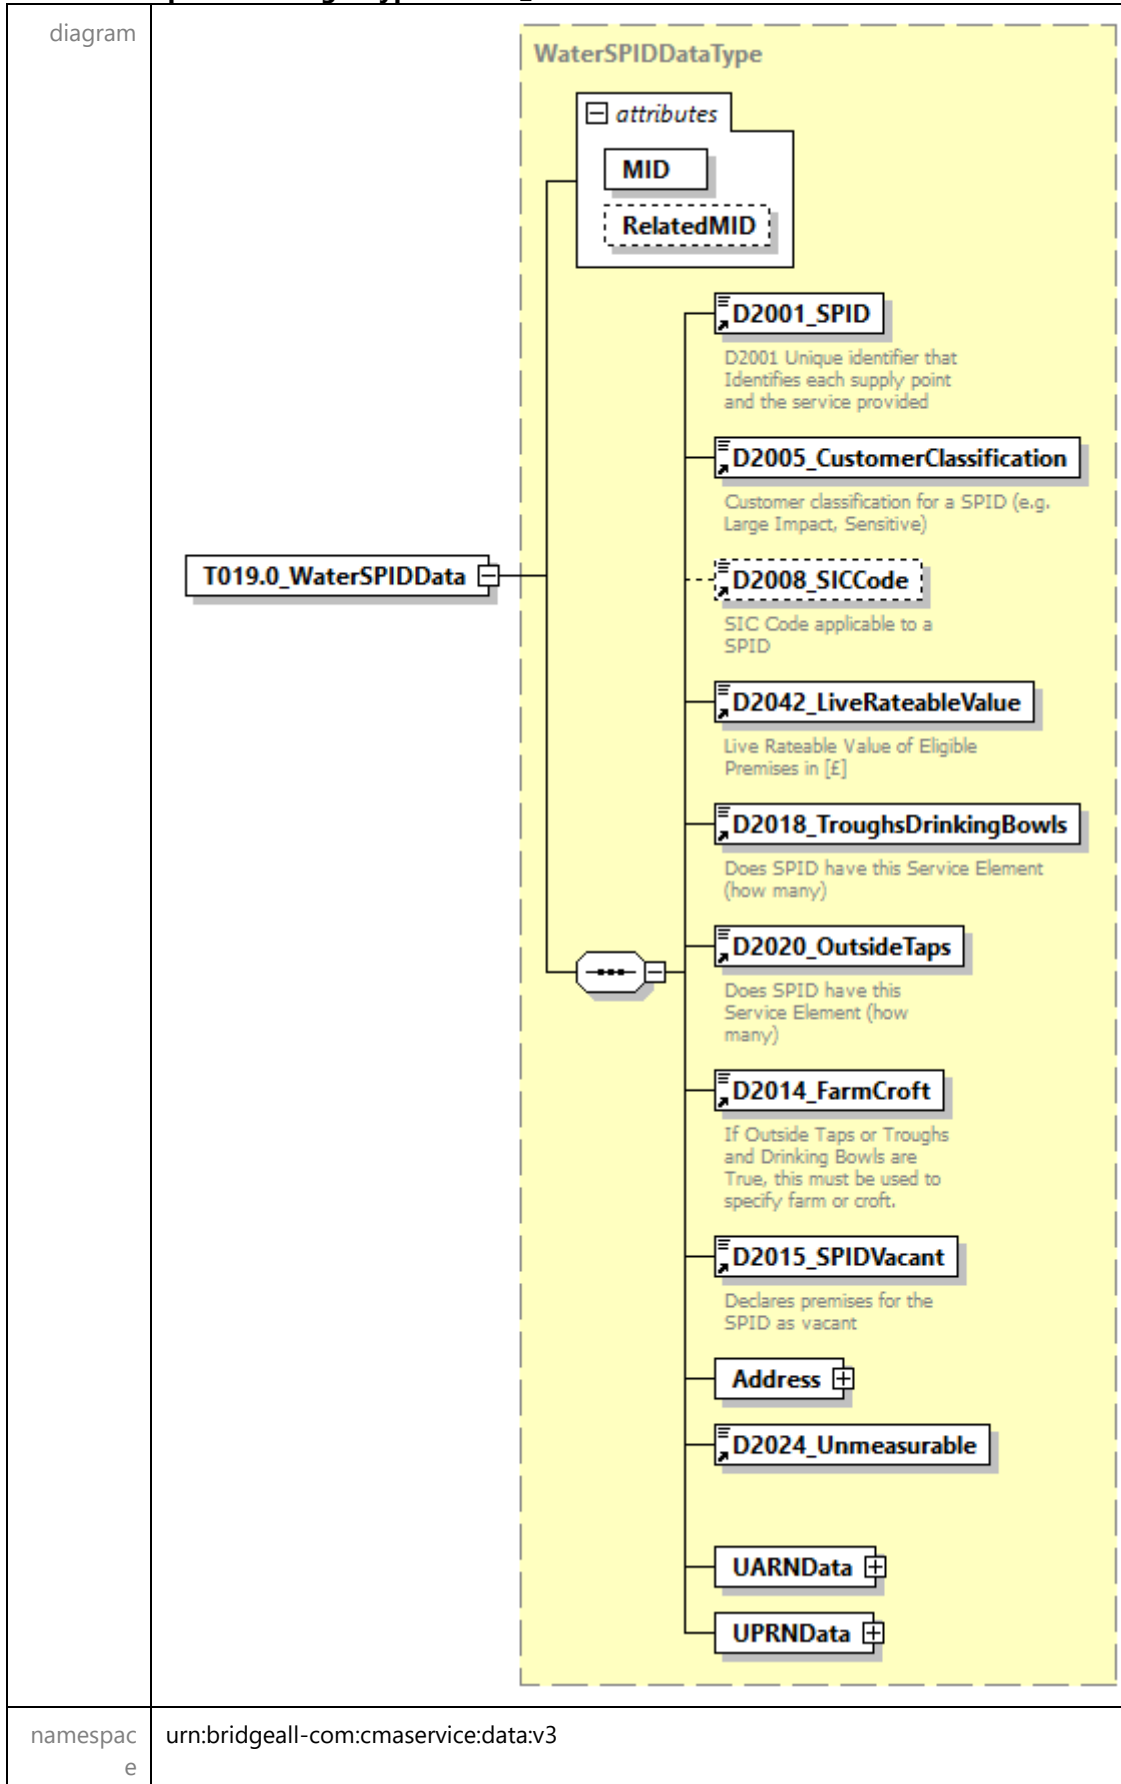 diagram
WaterSPIDDataType
attributes
MID
RelatedMID
D2001_SPID
D2001 Unique identifier that
Identifies each supply point
and the service provided
D2005_CustomerClassification
Customer classification for a SPID (e.g.
Large Impact, Sensitive)
T019.0_WaterSPIDData
D2008_SICCode
SIC Code applicable to a
SPID
D2042_LiveRateableValue
Live Rateable Value of Eligible
Premises in [£]
D2018_TroughsDrinkingBowls
Does SPID have this Service Element
(how many)
D2020_OutsideTaps
Does SPID have this
Service Element (how
many)
D2014_FarmCroft
If Outside Taps or Troughs
and Drinking Bowls are
True, this must be used to
specify farm or croft.
D2015_SPIDVacant
Declares premises for the
SPID as vacant
Address
D2024_Unmeasurable
UARNData
UPRNData
namespac
e
urn:bridgeall-com:cmaservice:data:v3